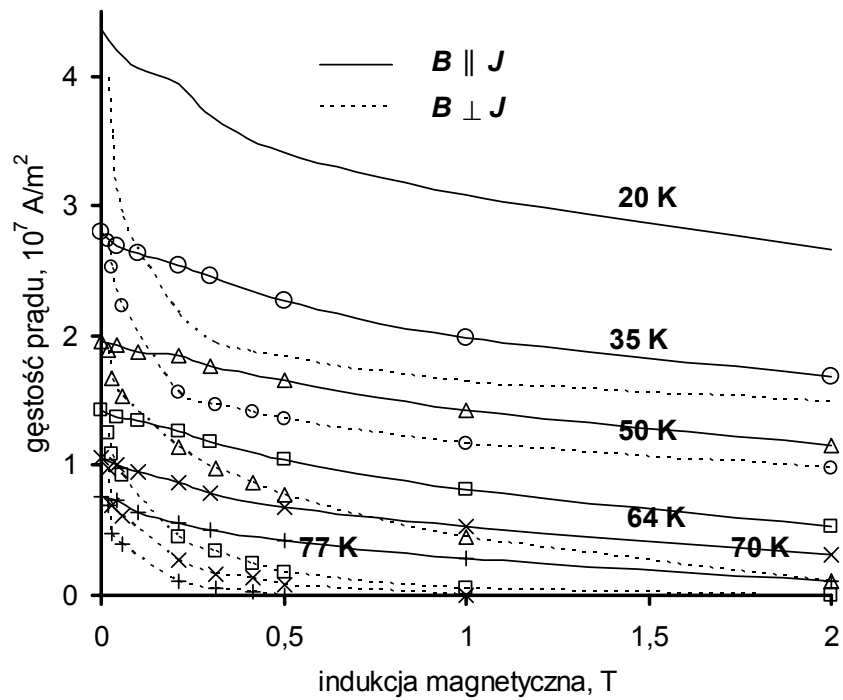 4
B || J
B ⊥ J
gęstość prądu, 10⁷ A/m²
3
20 K
2
35 K
50 K
1
64 K
77 K
70 K
0
0
0,5
1
1,5
2
indukcja magnetyczna, T